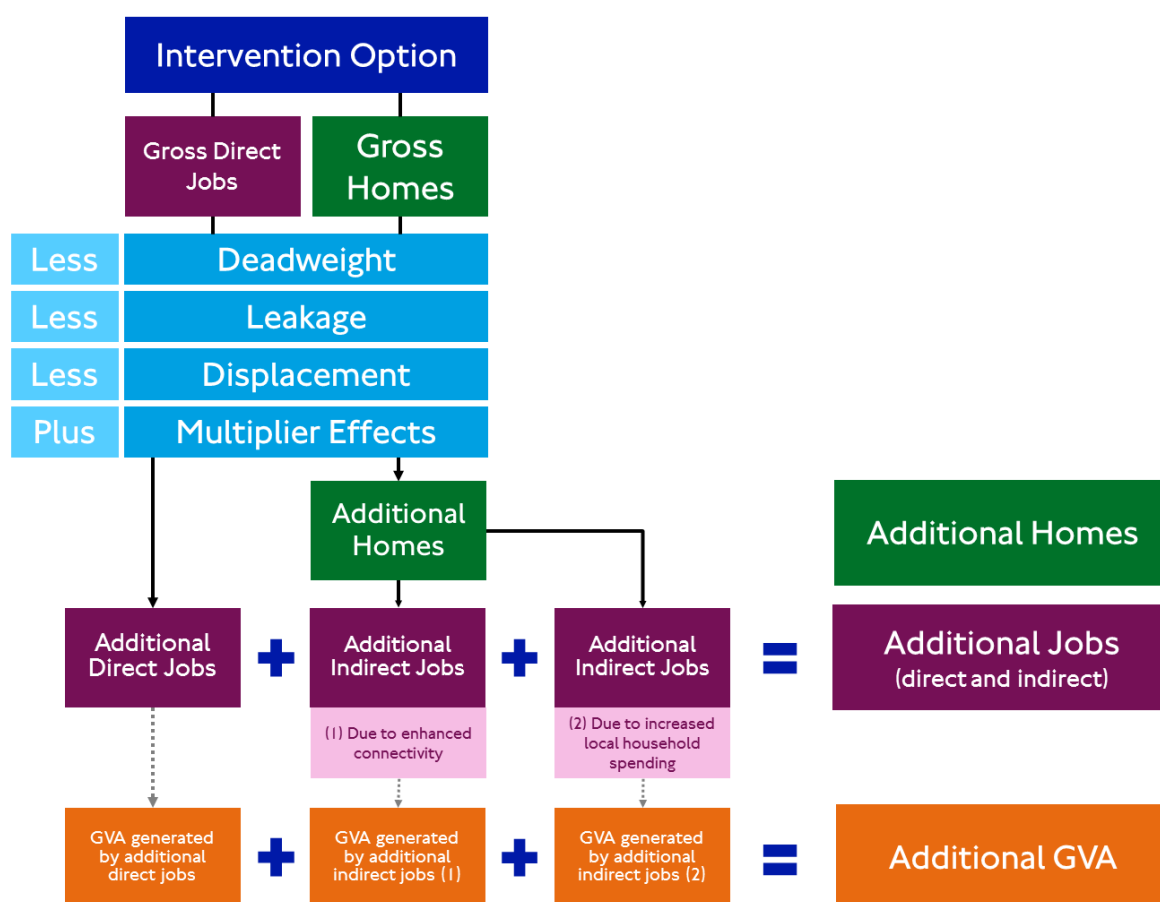 Intervention Option
Gross Direct
Jobs
Gross
Homes
Less
Deadweight
Less
Leakage
Less
Displacement
Plus
Multiplier Effects
Additional
Homes
Additional Homes
Additional
Direct Jobs
+
Additional
Indirect Jobs
+
Additional
Indirect Jobs
=
Additional Jobs
(direct and indirect)
(1) Due to enhanced
connectivity
(2) Due to increased
local household
spending
GVA generated
by additional
direct jobs
+
GVA generated
by additional
indirect jobs (1)
+
GVA generated
by additional
indirect jobs (2)
=
Additional GVA